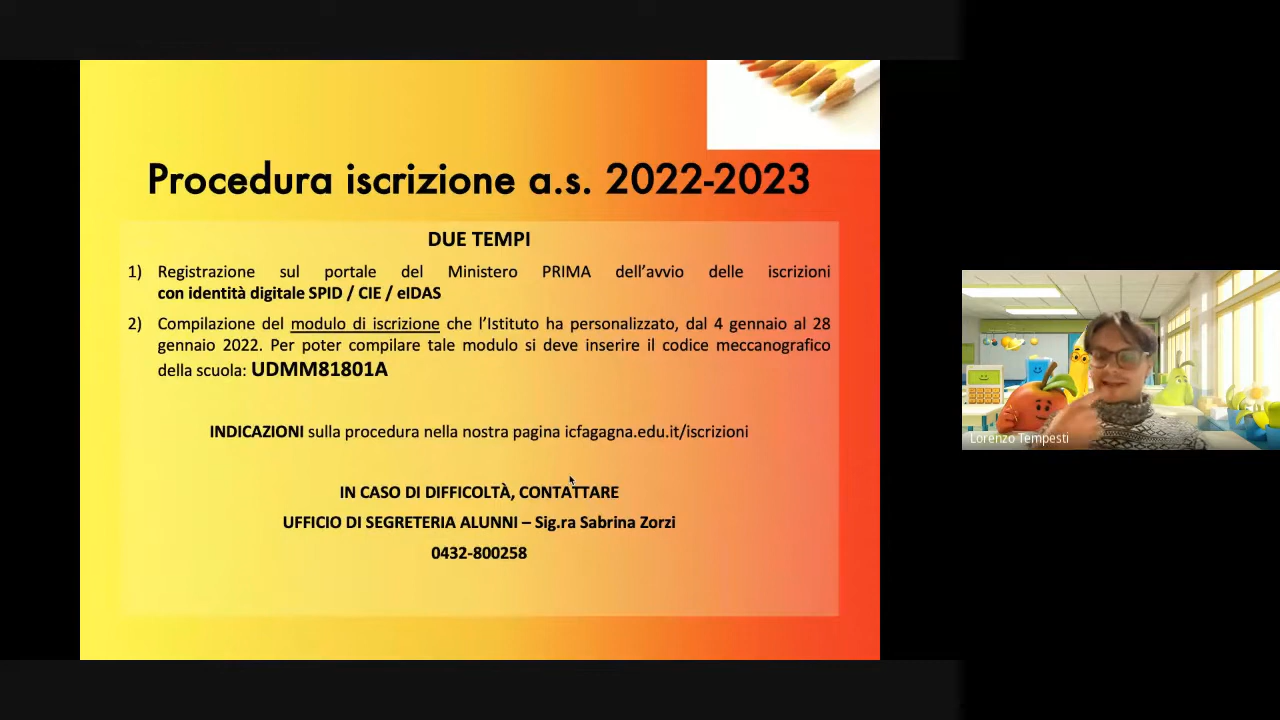 Procedura iscrizione a.s. 2022-2023
DUE TEMPI
1) Registrazione sul portale del Ministero PRIMA dell’avvio delle iscrizioni
con identità digitale SPID / CIE / eIDAS
2) Compilazione del modulo di iscrizione che l’Istituto ha personalizzato, dal 4 gennaio al 28
gennaio 2022. Per poter compilare tale modulo si deve inserire il codice meccanografico
della scuola: UDMM81801A
INDICAZIONI sulla procedura nella nostra pagina icfagagna.edu.it/iscrizioni
IN CASO DI DIFFICOLTÀ, CONTATTARE
UFFICIO DI SEGRETERIA ALUNNI – Sig.ra Sabrina Zorzi
0432-800258
Lorenzo Tempesti